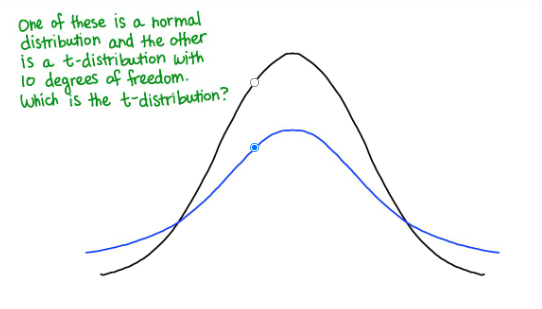 One of these is a normal
distribution and the other
is a t-distribution with
10 degrees of freedom.
Which is the t-distribution?